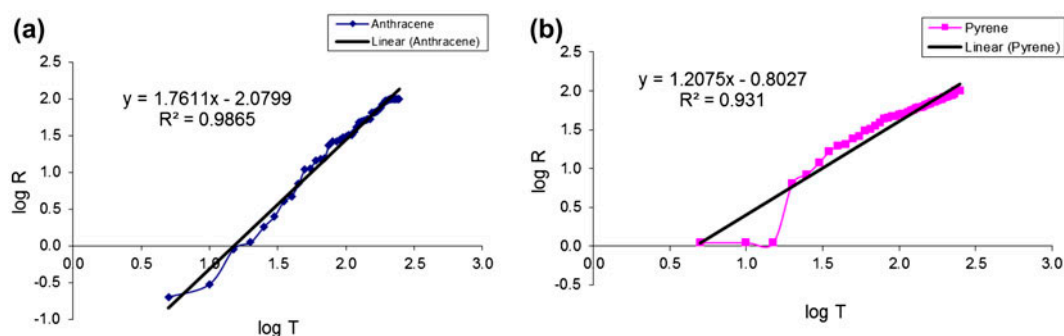 (a)
Anthracene
Linear (Anthracene)
y = 1.7611x - 2.0799
R² = 0.9865
log R
2.5
2.0
1.5
1.0
0.5
0.0
-0.5
-1.0
0.0 0.5 1.0 1.5 2.0 2.5 3.0
log T
(b)
Pyrene
Linear (Pyrene)
y = 1.2075x - 0.8027
R² = 0.931
log R
2.5
2.0
1.5
1.0
0.5
0.0
-0.5
0.0 0.5 1.0 1.5 2.0 2.5 3.0
log T